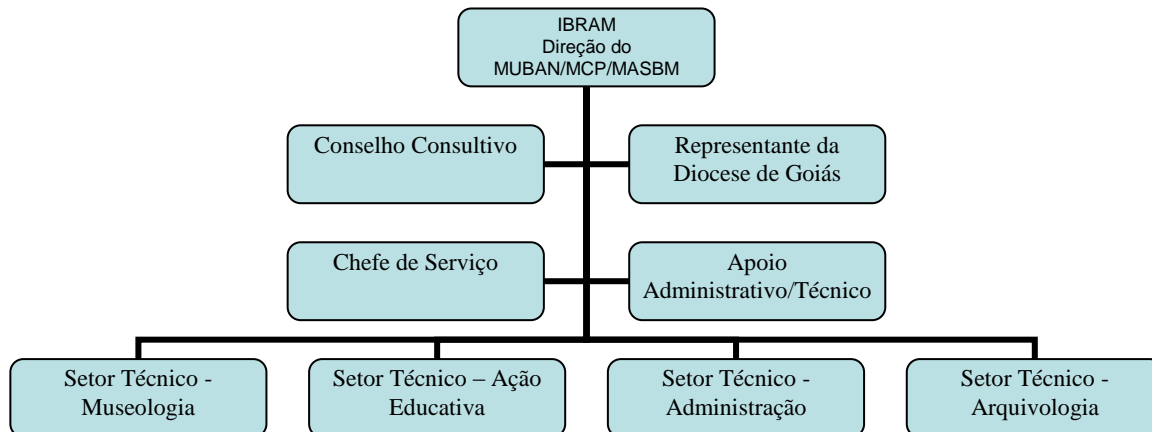 IBRAM
Direção do
MUBAN/MCP/MASBM
Conselho Consultivo
Representante da
Diocese de Goiás
Chefe de Serviço
Apoio
Administrativo/Técnico
Setor Técnico -
Museologia
Setor Técnico – Ação
Educativa
Setor Técnico -
Administração
Setor Técnico -
Arquivologia